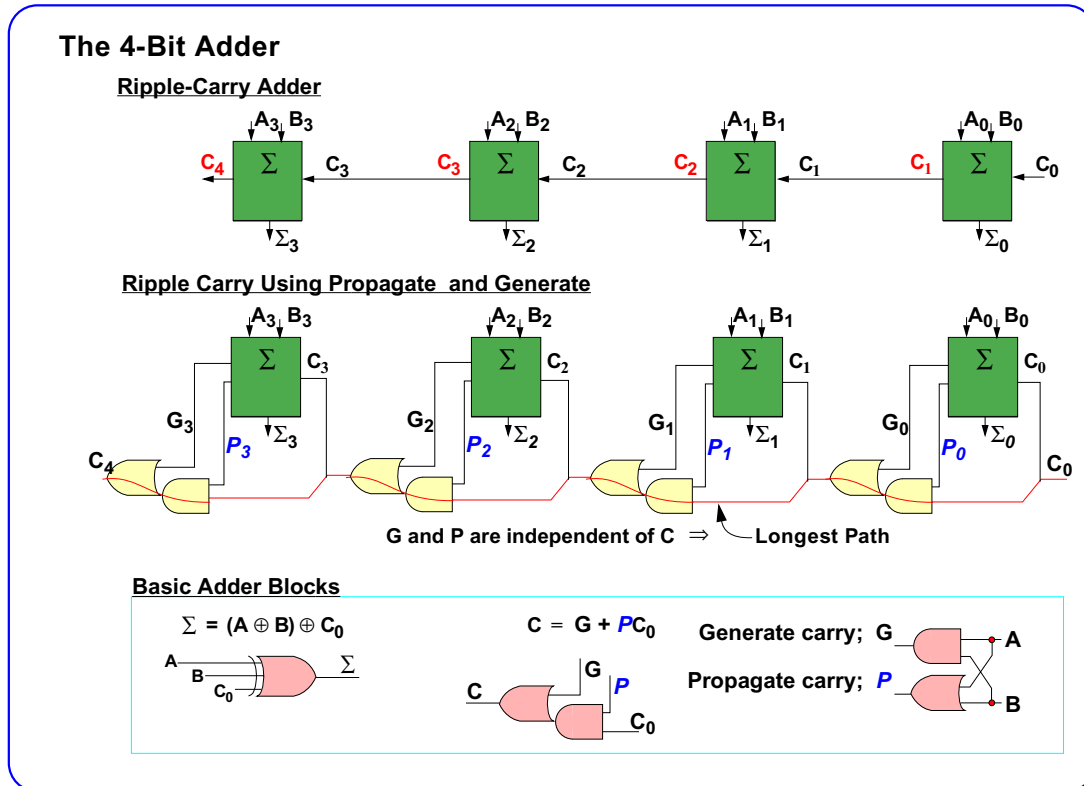 The 4-Bit Adder
Ripple-Carry Adder
A₃ B₃ A₂ B₂ A₁ B₁ A₀ B₀
C₄ Σ C₃ C₃ Σ C₂ C₂ Σ C₁ C₁ Σ C₀
Σ₃ Σ₂ Σ₁ Σ₀
Ripple Carry Using Propagate and Generate
A₃ B₃ A₂ B₂ A₁ B₁ A₀ B₀
Σ C₃ Σ C₂ Σ C₁ Σ C₀
G₃ P₃ Σ₃ G₂ P₂ Σ₂ G₁ P₁ Σ₁ G₀ P₀ Σ₀
C₄ C₀
G and P are independent of C ⇒ Longest Path
Basic Adder Blocks
Σ = (A ⊕ B) ⊕ C₀
A
B
C₀
Σ
C = G + PC₀
G
P
C
C₀
Generate carry; G A
Propagate carry; P B